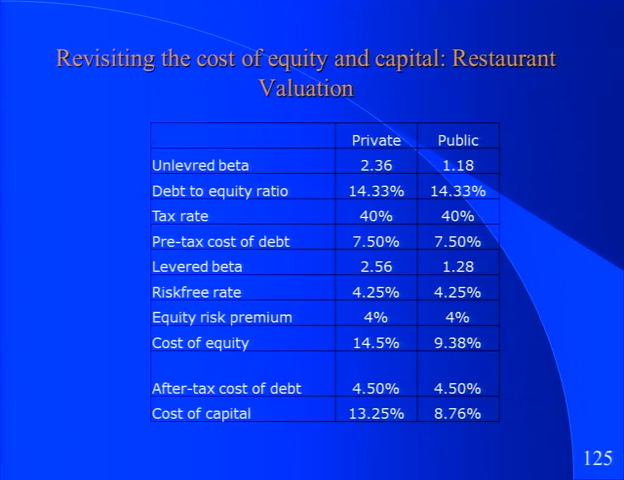 Revisiting the cost of equity and capital: Restaurant
Valuation
Private Public
Unlevred beta 2.36 1.18
Debt to equity ratio 14.33% 14.33%
Tax rate 40% 40%
Pre-tax cost of debt 7.50% 7.50%
Levered beta 2.56 1.28
Riskfree rate 4.25% 4.25%
Equity risk premium 4% 4%
Cost of equity 14.5% 9.38%
After-tax cost of debt 4.50% 4.50%
Cost of capital 13.25% 8.76%
125